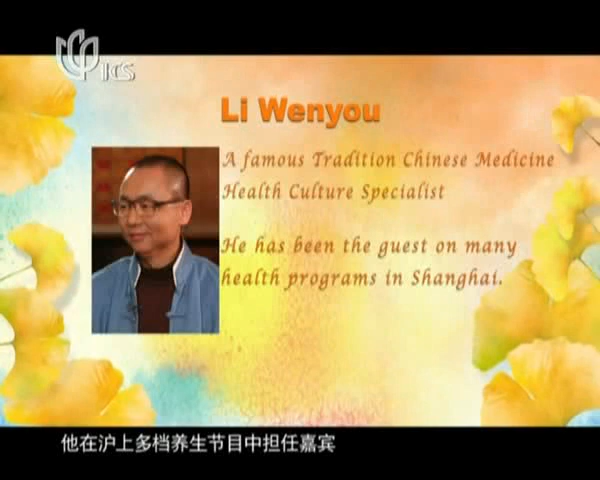 ICS
Li Wenyou
A famous Tradition Chinese Medicine
Health Culture Specialist
He has been the guest on many
health programs in Shanghai.
他在沪上多档养生节目中担任嘉宾